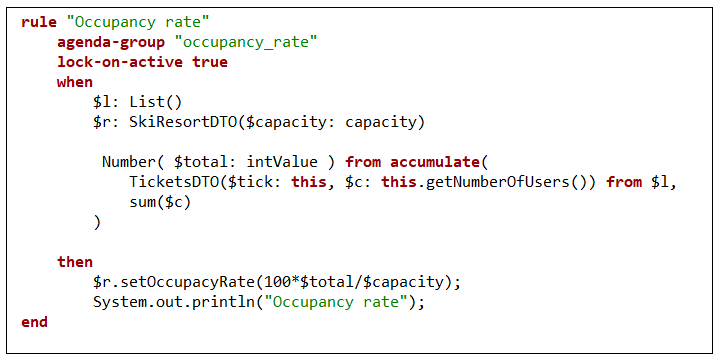 rule "Occupancy rate"
    agenda-group "occupancy_rate"
    lock-on-active true
    when
        $l: List()
        $r: SkiResortDTO($capacity: capacity)

         Number( $total: intValue ) from accumulate(
            TicketsDTO($tick: this, $c: this.getNumberOfUsers()) from $l,
            sum($c)
        )

    then
        $r.setOccupacyRate(100*$total/$capacity);
        System.out.println("Occupancy rate");
end